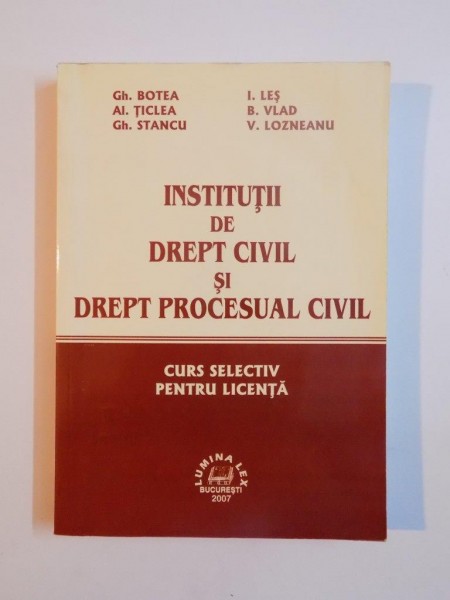 Gh. BOTEA
Al. ŢICLEA
Gh. STANCU
I. LEŞ
B. VLAD
V. LOZNEANU
INSTITUŢII
DE
DREPT CIVIL
ŞI
DREPT PROCESUAL CIVIL
CURS SELECTIV
PENTRU LICENŢĂ
LUMINA LEX
BUCUREŞTI
2007